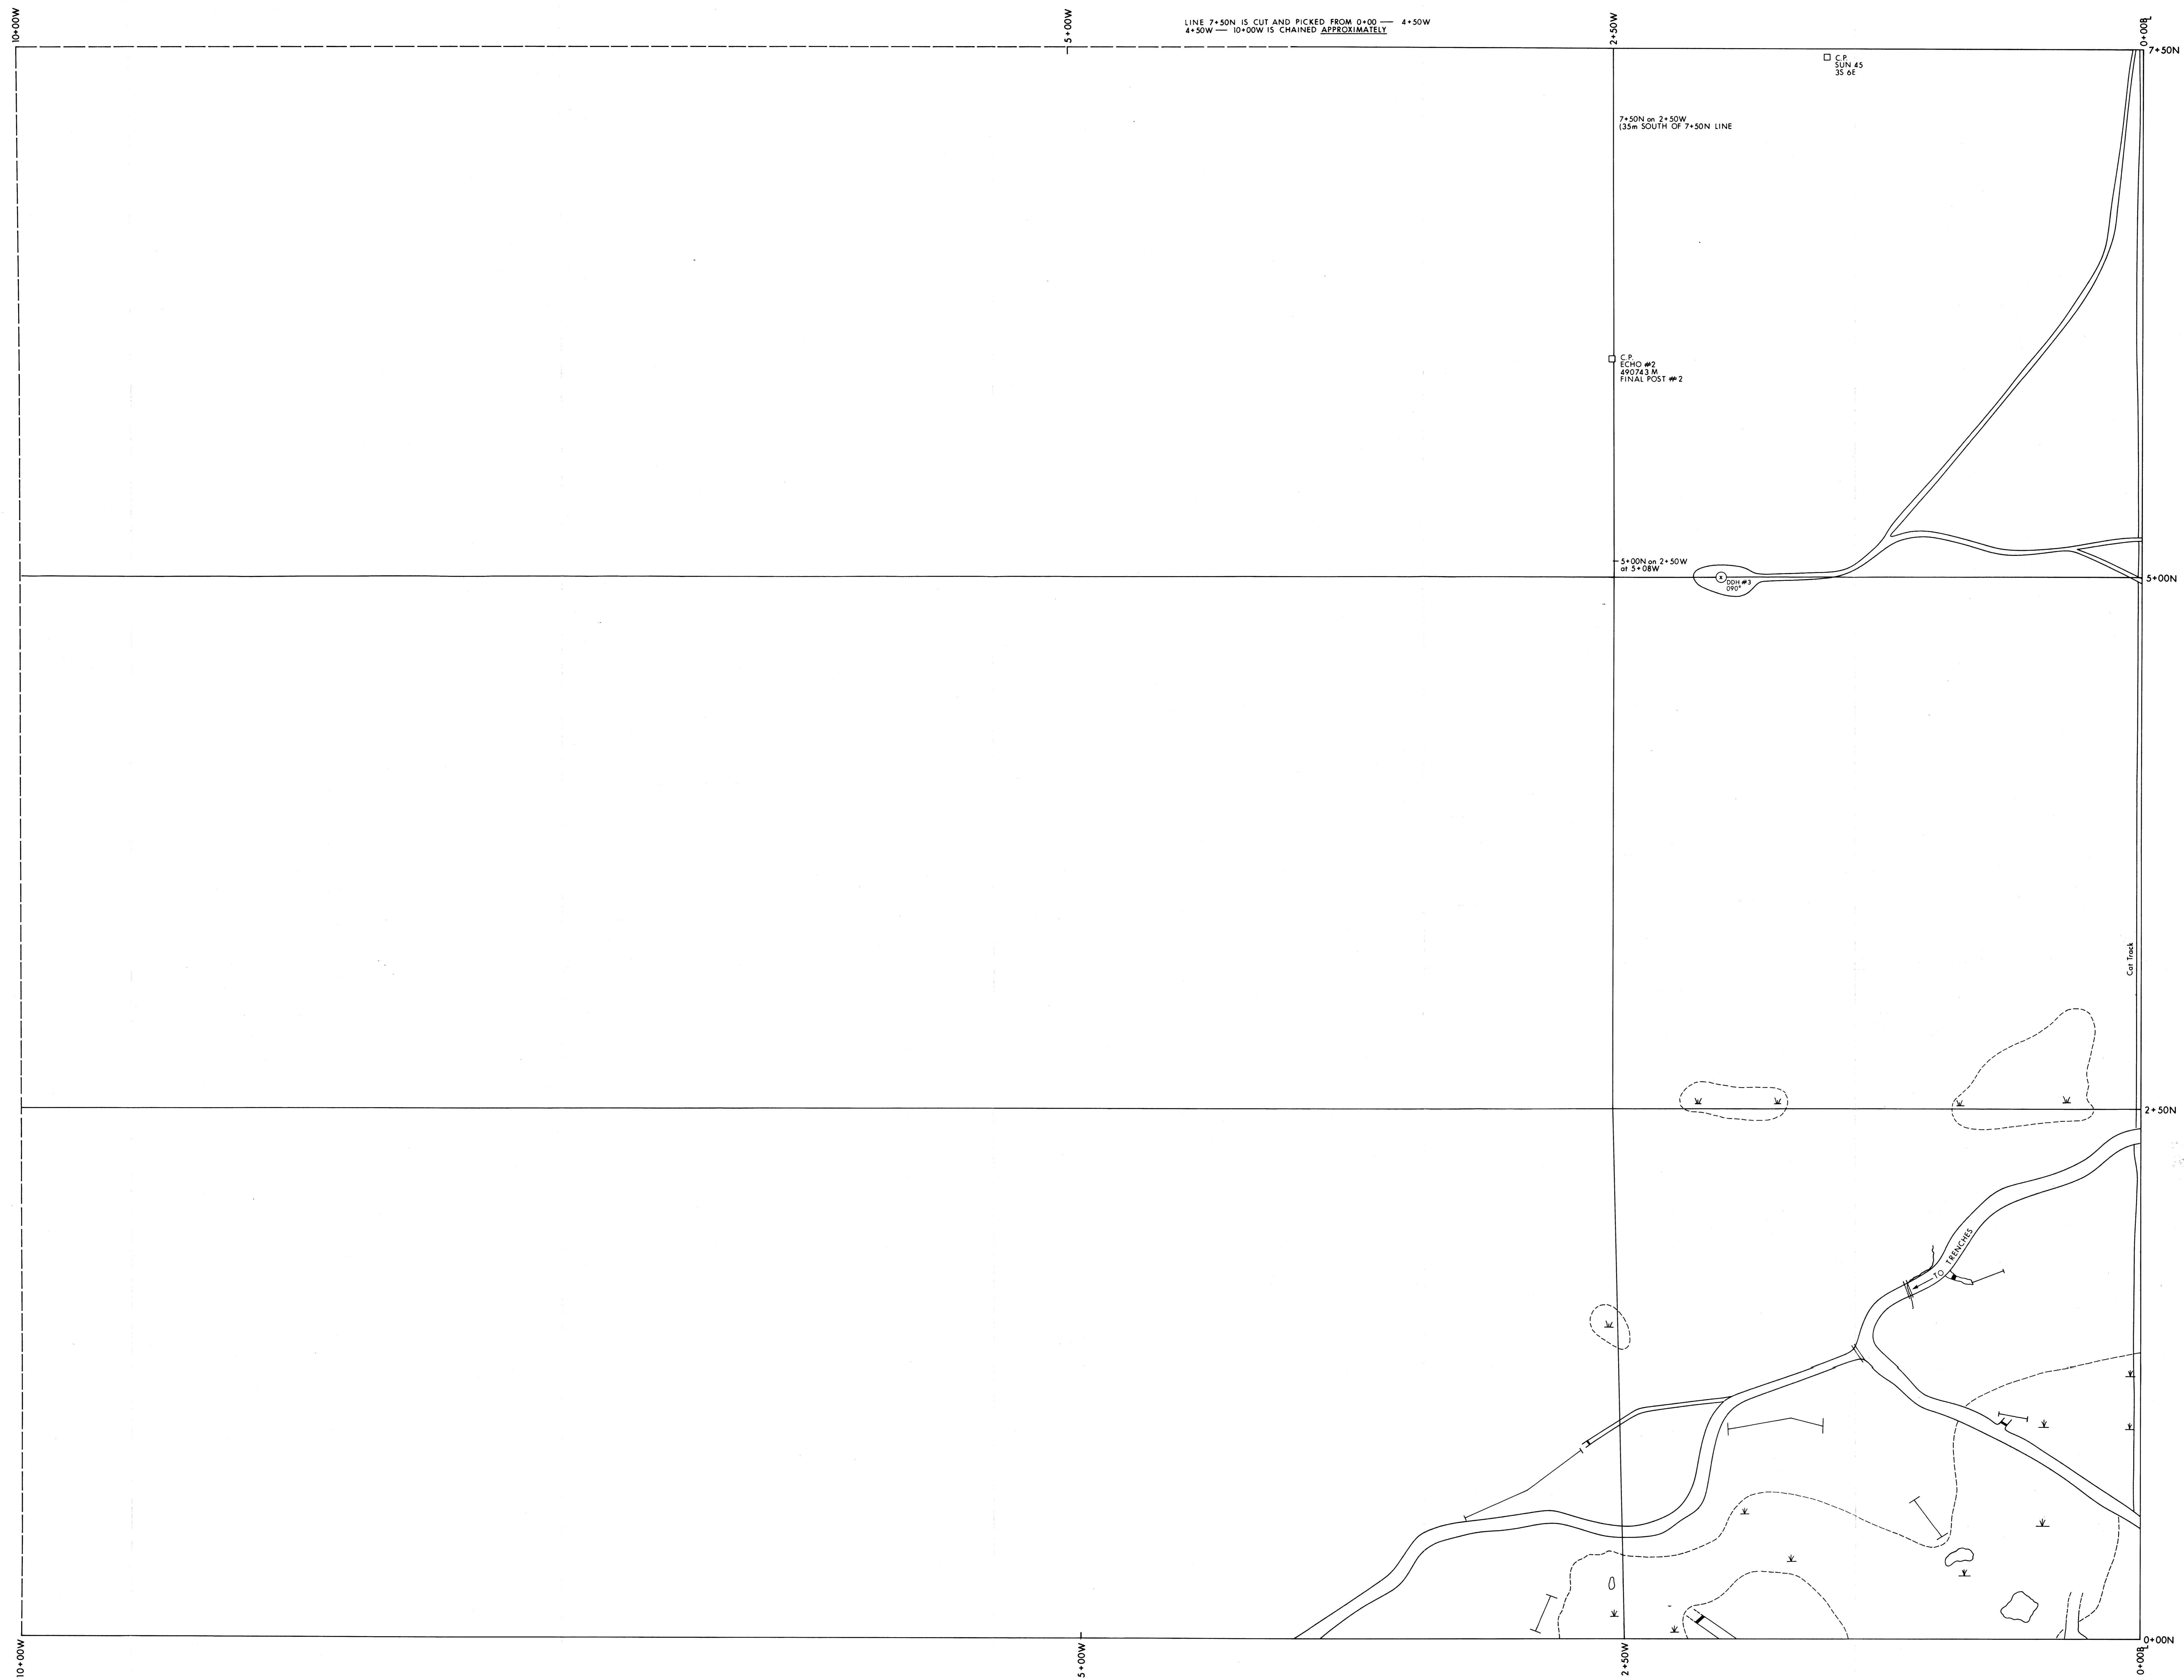 10+00W
5+00W
LINE 7+50N IS CUT AND PICKED FROM 0+00 — 4+50W
4+50W — 10+00W IS CHAINED APPROXIMATELY
2+50W
0+00BL
7+50N
C.P.
SUN 45
3S 6E
7+50N on 2+50W
(35m SOUTH OF 7+50N LINE
C.P.
ECHO #2
490743 M
FINAL POST #2
5+00N on 2+50W
at 5+08W
DDH #3
090°
5+00N
Cat Track
2+50N
TO TRENCHES
0+00N
10+00W
5+00W
2+50W
0+00BL